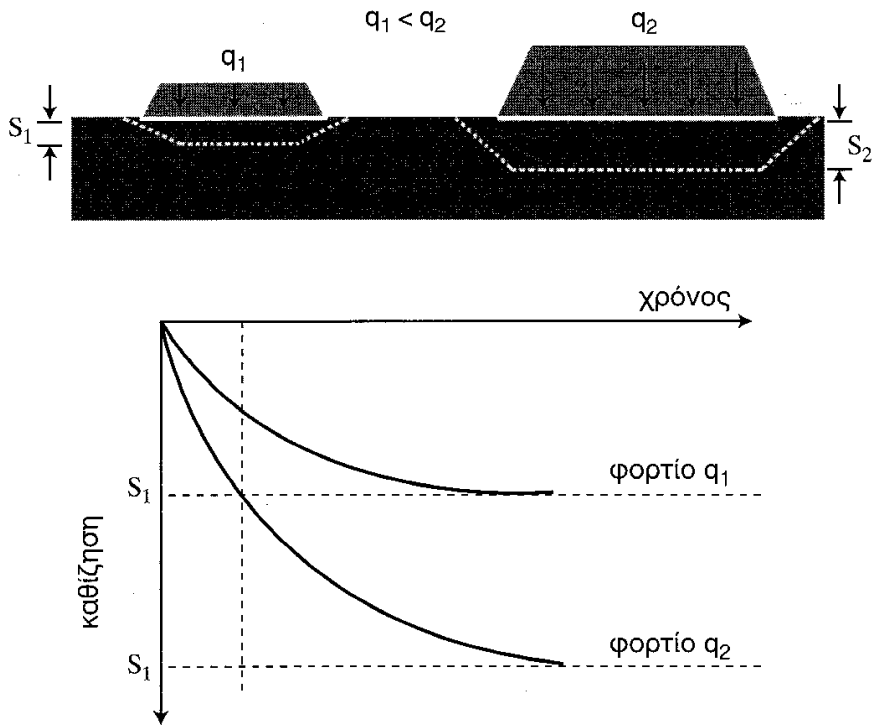 q₁ < q₂
q₁
q₂
S₁
S₂
χρόνος
S₁
φορτίο q₁
καθίζηση
S₁
φορτίο q₂